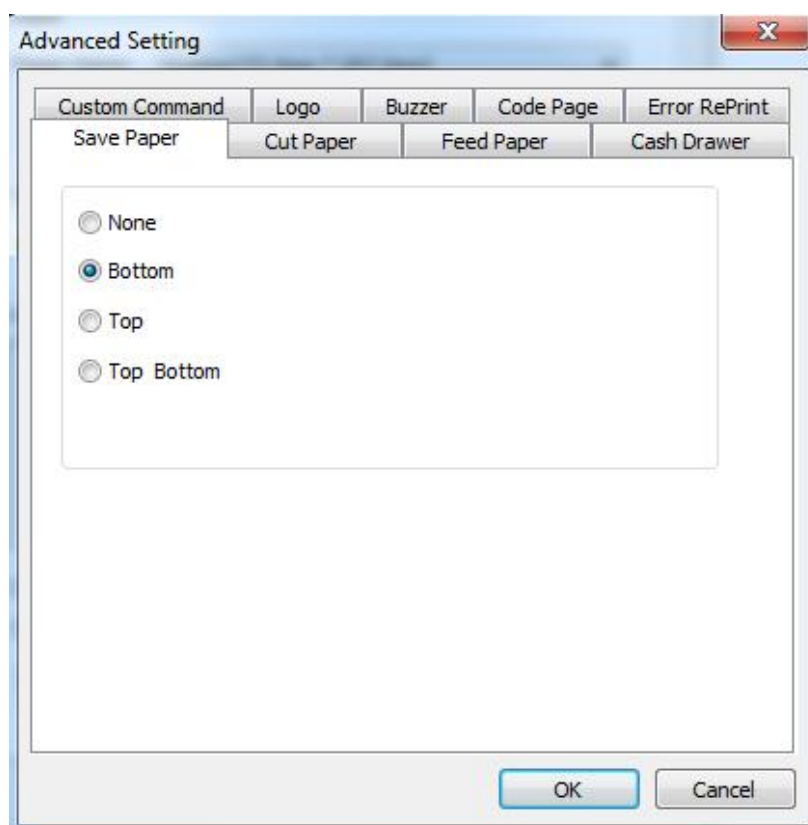 Advanced Setting
Custom Command Logo Buzzer Code Page Error RePrint
Save Paper Cut Paper Feed Paper Cash Drawer
None
Bottom
Top
Top Bottom
OK Cancel